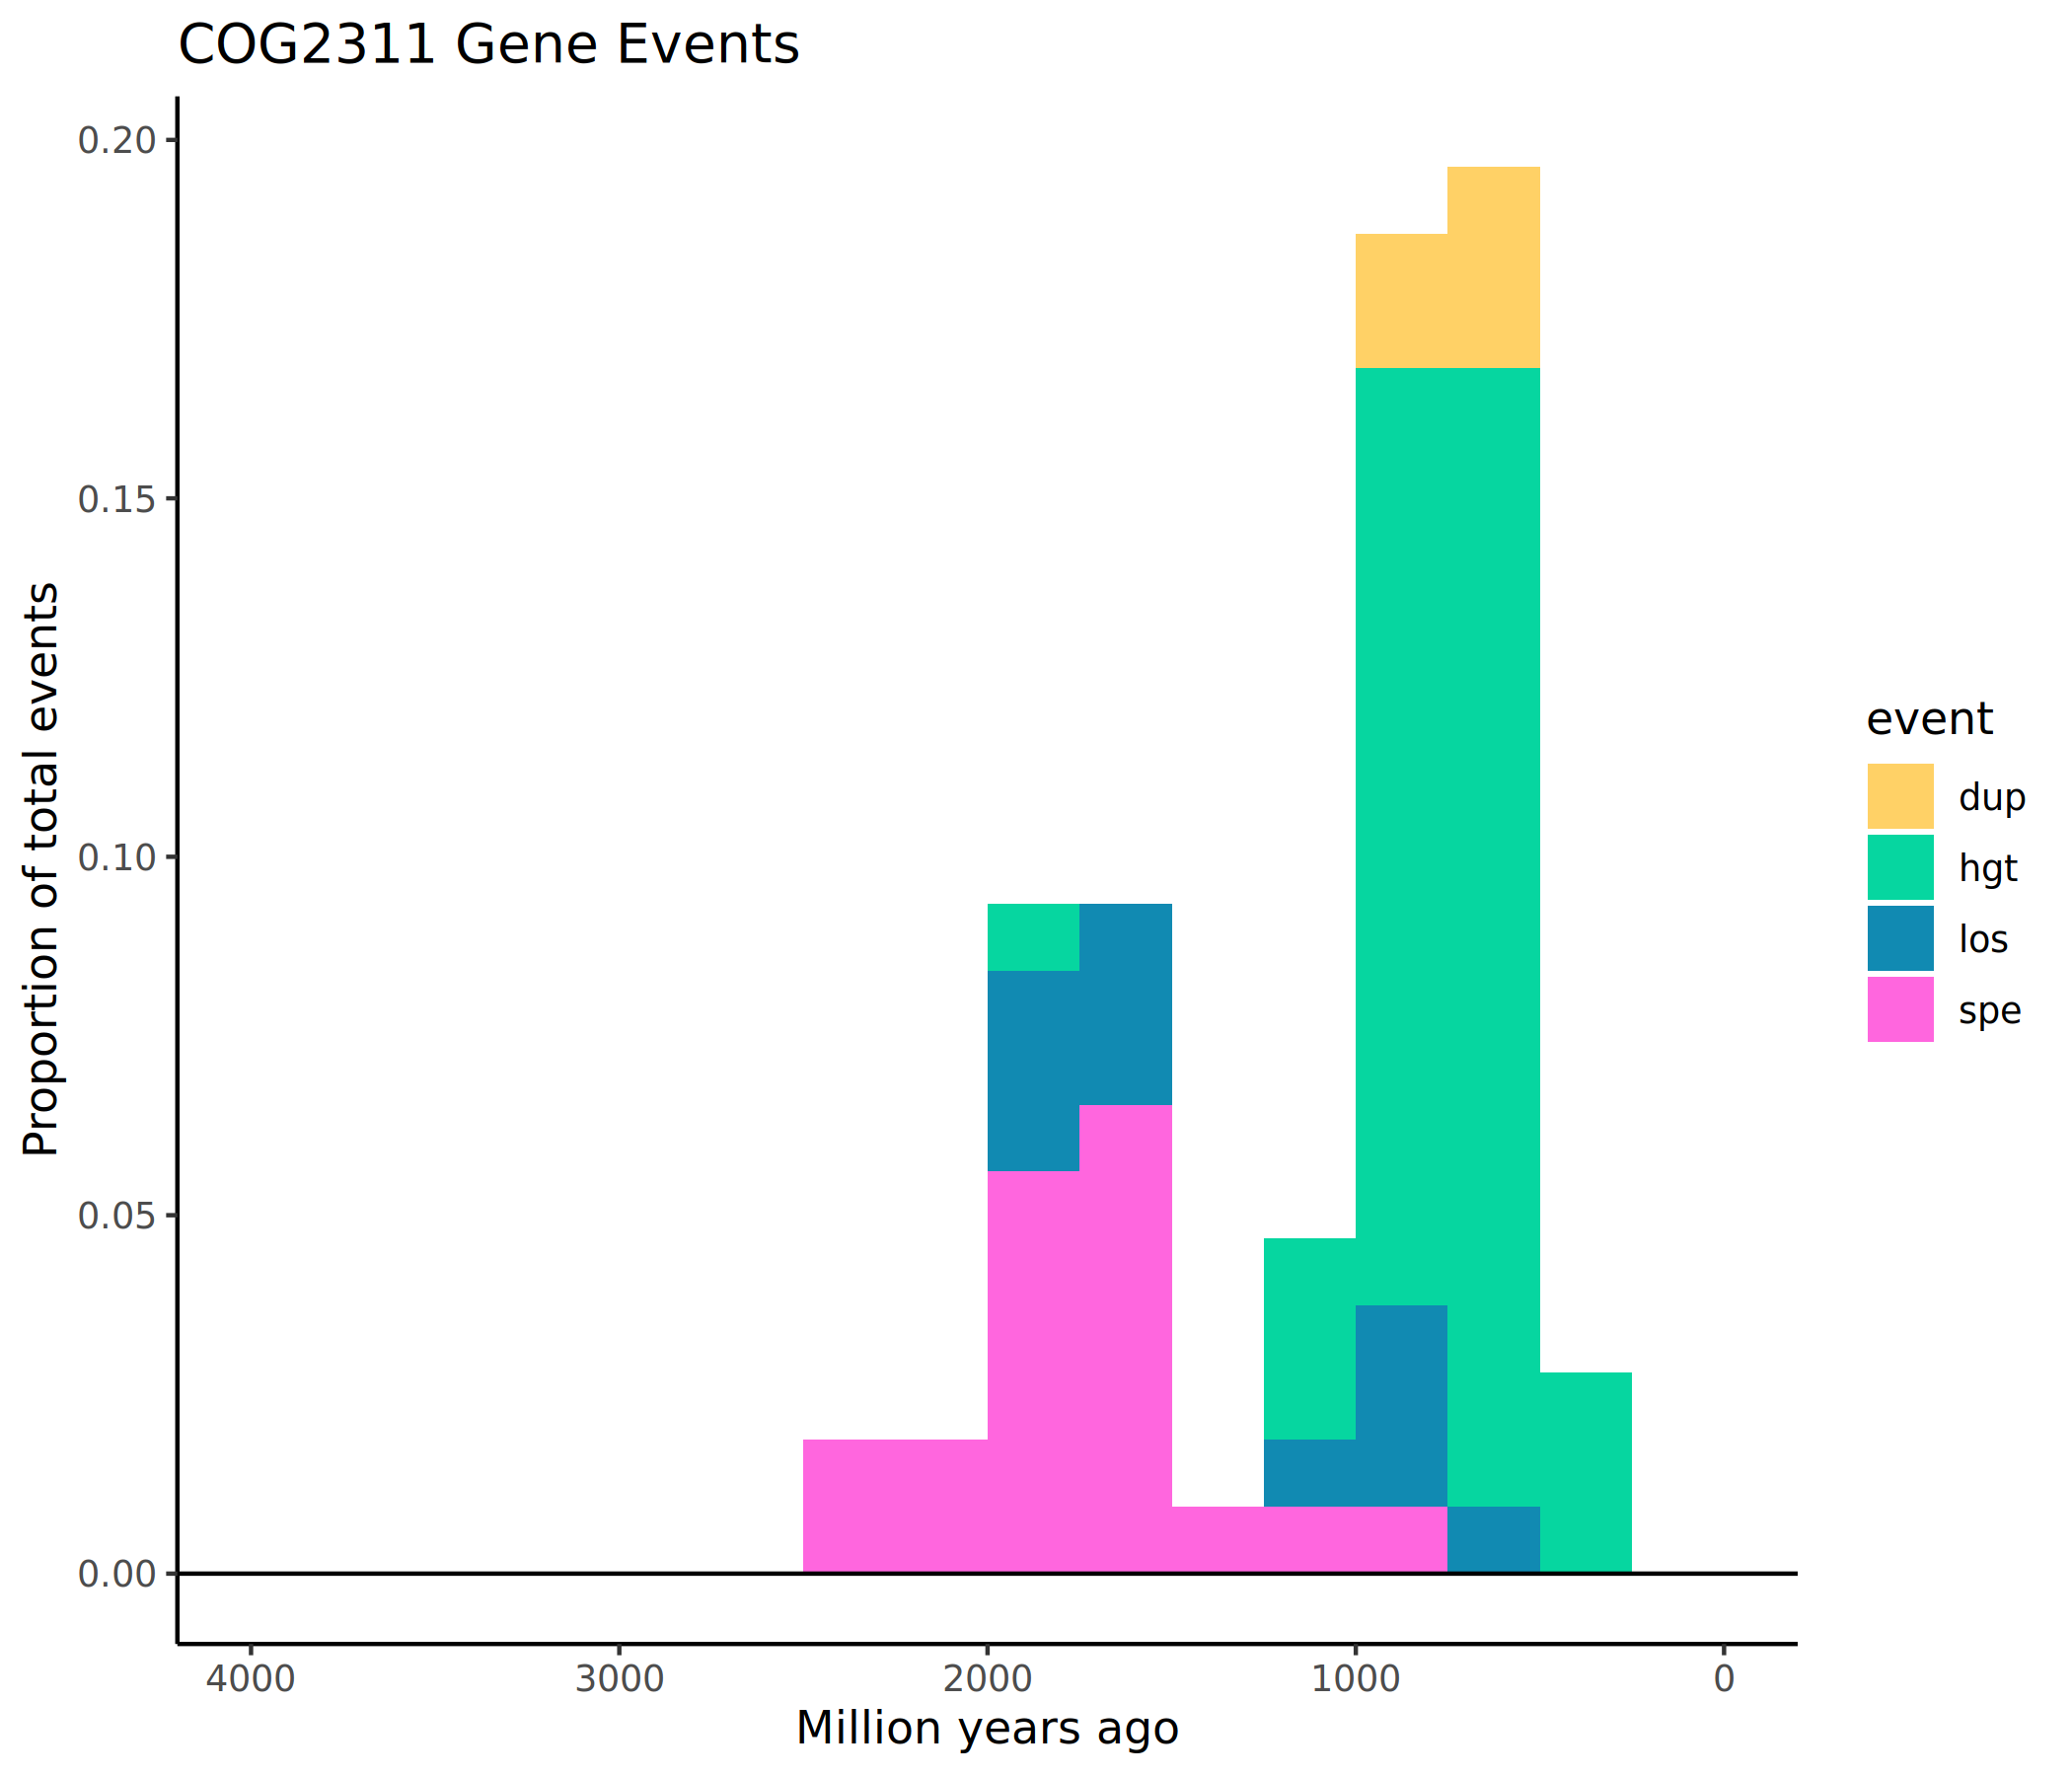 COG2311 Gene Events
0.20
0.15
0.10
0.05
0.00
Proportion of total events
4000 3000 2000 1000 0
Million years ago
event
dup
hgt
los
spe